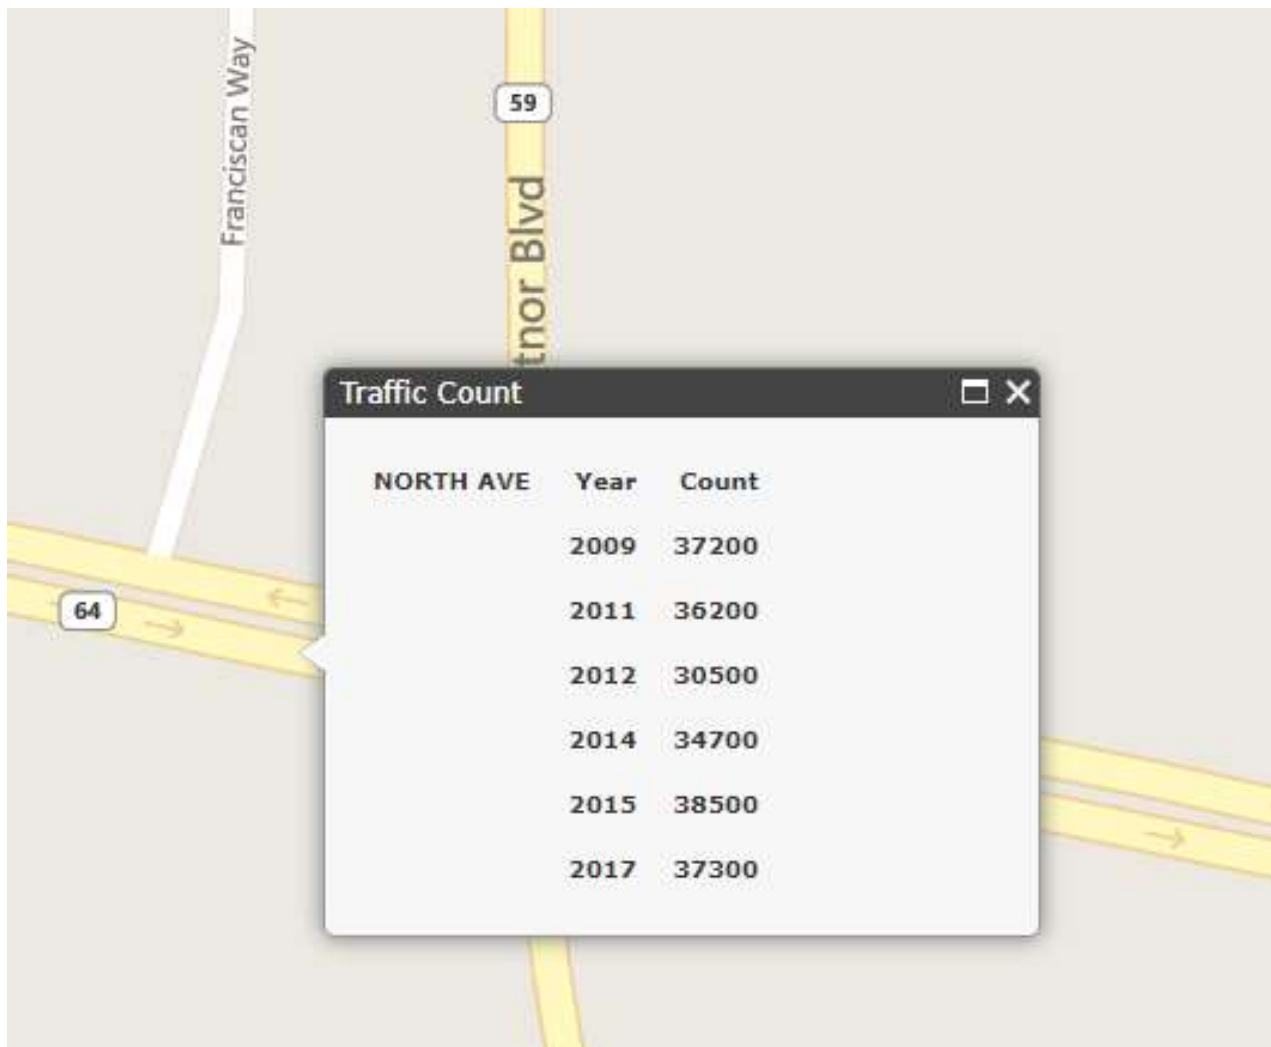 Franciscan Way
59
tnor Blvd
Traffic Count
NORTH AVE Year Count
2009 37200
2011 36200
2012 30500
64
2014 34700
2015 38500
2017 37300